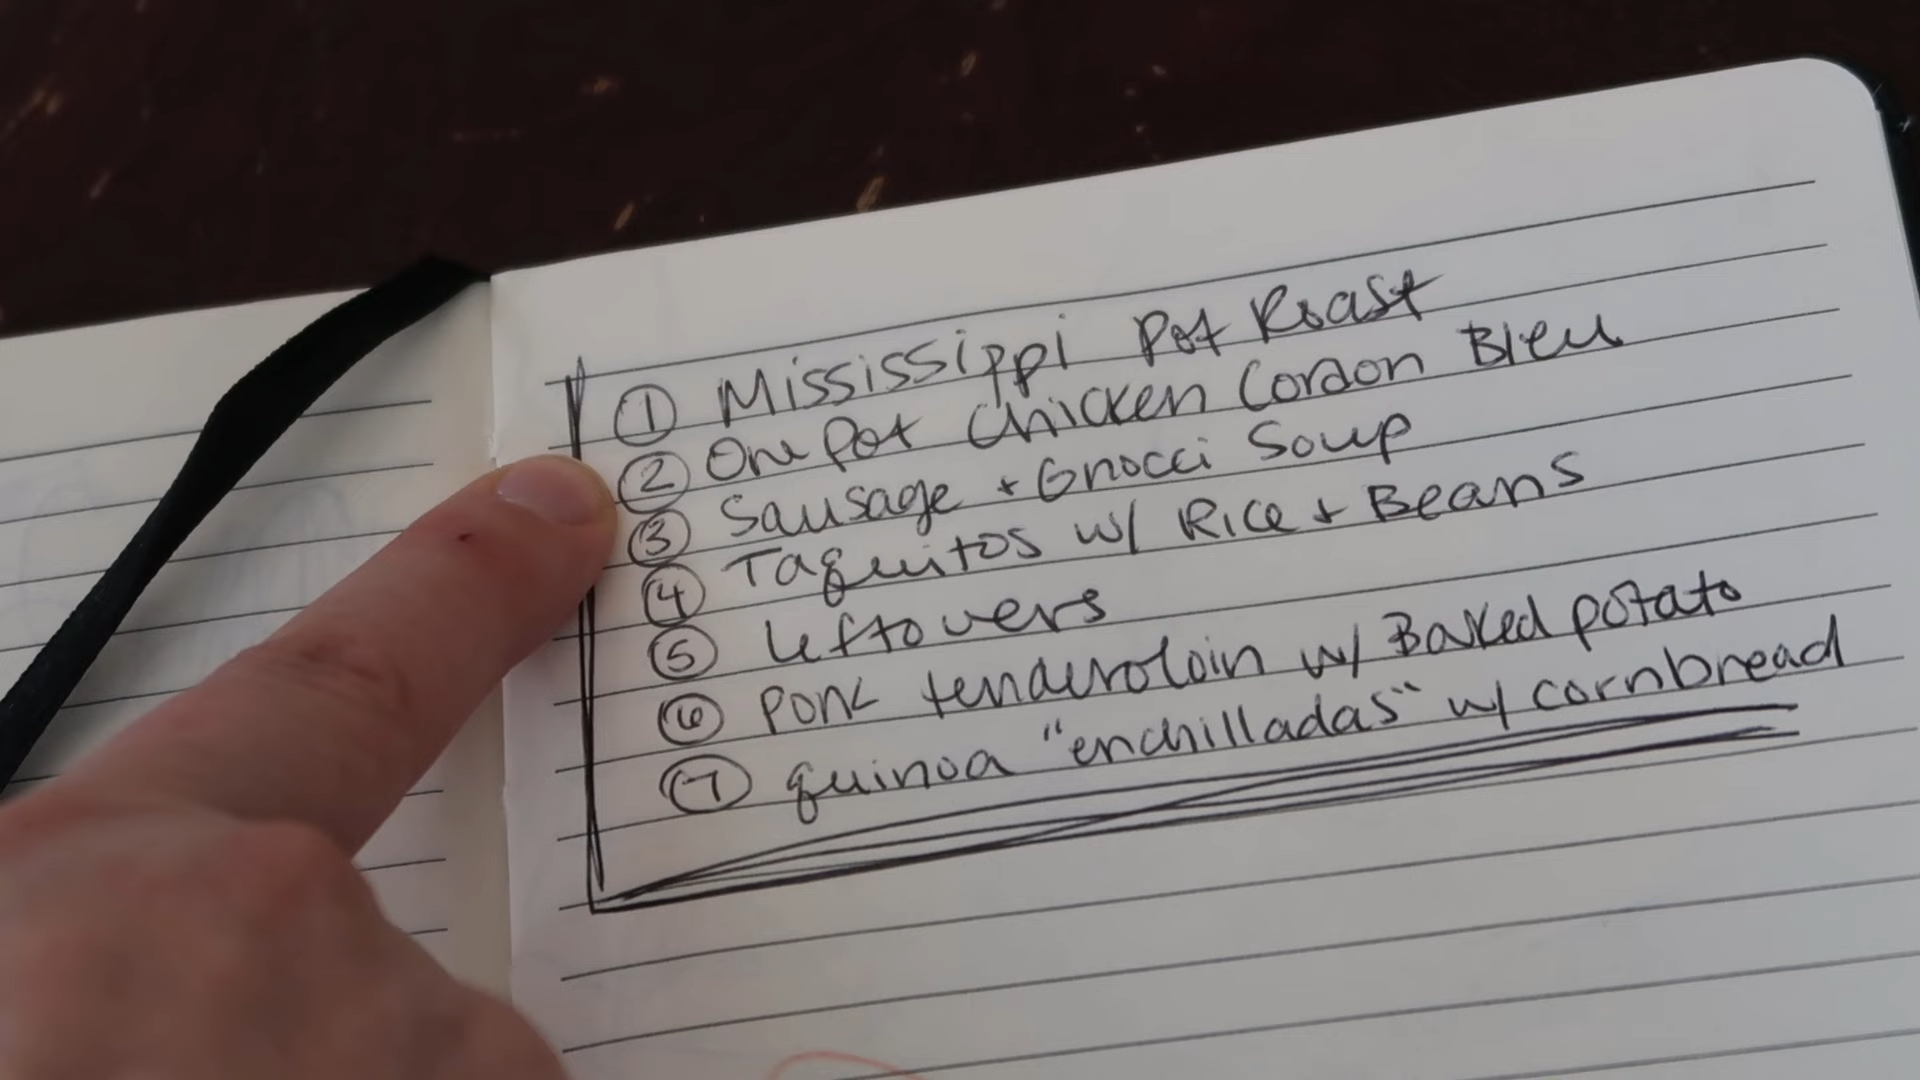 ① Mississippi Pot Roast
② One Pot Chicken Cordon Bleu
③ Sausage + Gnocci Soup
④ Taquitos w/ Rice + Beans
⑤ Leftovers
⑥ Pork tenderoloin w/ Baked potato
⑦ quinoa "enchilladas" w/ cornbread